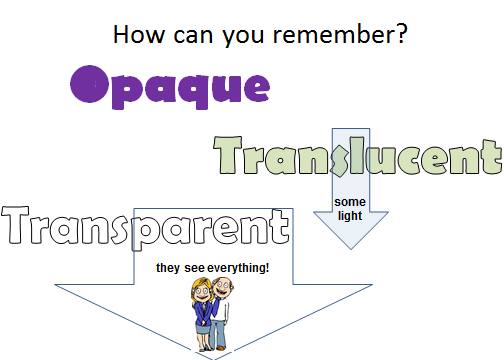 How can you remember?
Opaque
Translucent
some
light
Transparent
they see everything!